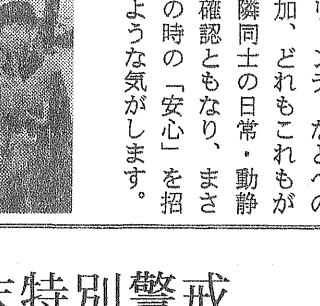 加、どれもこれもが
隣同士の日常・動静
確認ともなり、まさ
の時の「安心」を招
ような気がします。
特別警戒